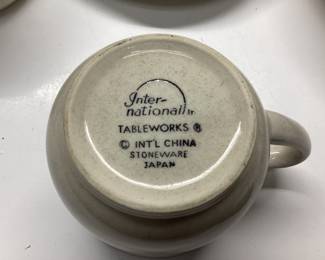 Inter-
national
TABLEWORKS ®
© INT'L CHINA
STONEWARE
JAPAN